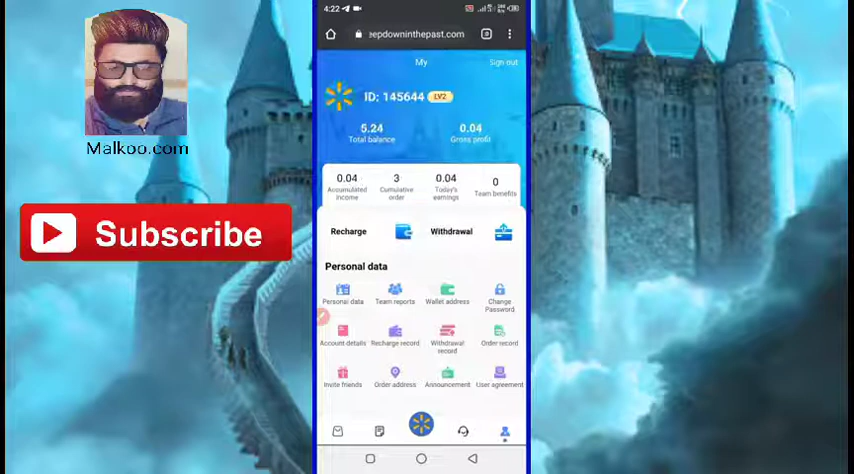 Malkoo.com
Subscribe
4:22
eepdowninthepast.com
My
Sign out
ID: 145644 LV2
5.24
Total balance
0.04
Gross profit
0.04
Accumulated
income
3
Cumulative
order
0.04
Today's
earnings
0
Team benefits
Recharge
Withdrawal
Personal data
Personal data
Team reports
Wallet address
Change
Password
Account details
Recharge record
Withdrawal
record
Order record
Invite friends
Order address
Announcement
User agreement